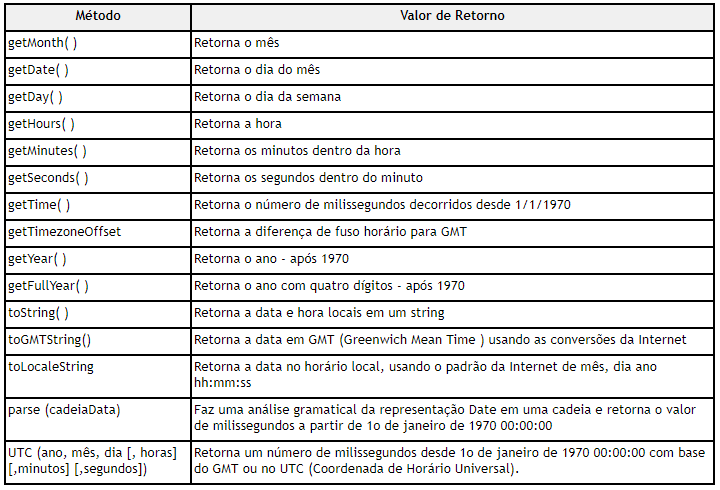 Método Valor de Retorno
getMonth( ) Retorna o mês
getDate( ) Retorna o dia do mês
getDay( ) Retorna o dia da semana
getHours( ) Retorna a hora
getMinutes( ) Retorna os minutos dentro da hora
getSeconds( ) Retorna os segundos dentro do minuto
getTime( ) Retorna o número de milissegundos decorridos desde 1/1/1970
getTimezoneOffset Retorna a diferença de fuso horário para GMT
getYear( ) Retorna o ano - após 1970
getFullYear( ) Retorna o ano com quatro dígitos - após 1970
toString( ) Retorna a data e hora locais em um string
toGMTString() Retorna a data em GMT (Greenwich Mean Time ) usando as conversões da Internet
toLocaleString Retorna a data no horário local, usando o padrão da Internet de mês, dia ano
hh:mm:ss
parse (cadeiaData) Faz uma análise gramatical da representação Date em uma cadeia e retorna o valor
de milissegundos a partir de 1o de janeiro de 1970 00:00:00
UTC (ano, mês, dia [, horas] Retorna um número de milissegundos desde 1o de janeiro de 1970 00:00:00 com base
[,minutos] [,segundos]) do GMT ou no UTC (Coordenada de Horário Universal).